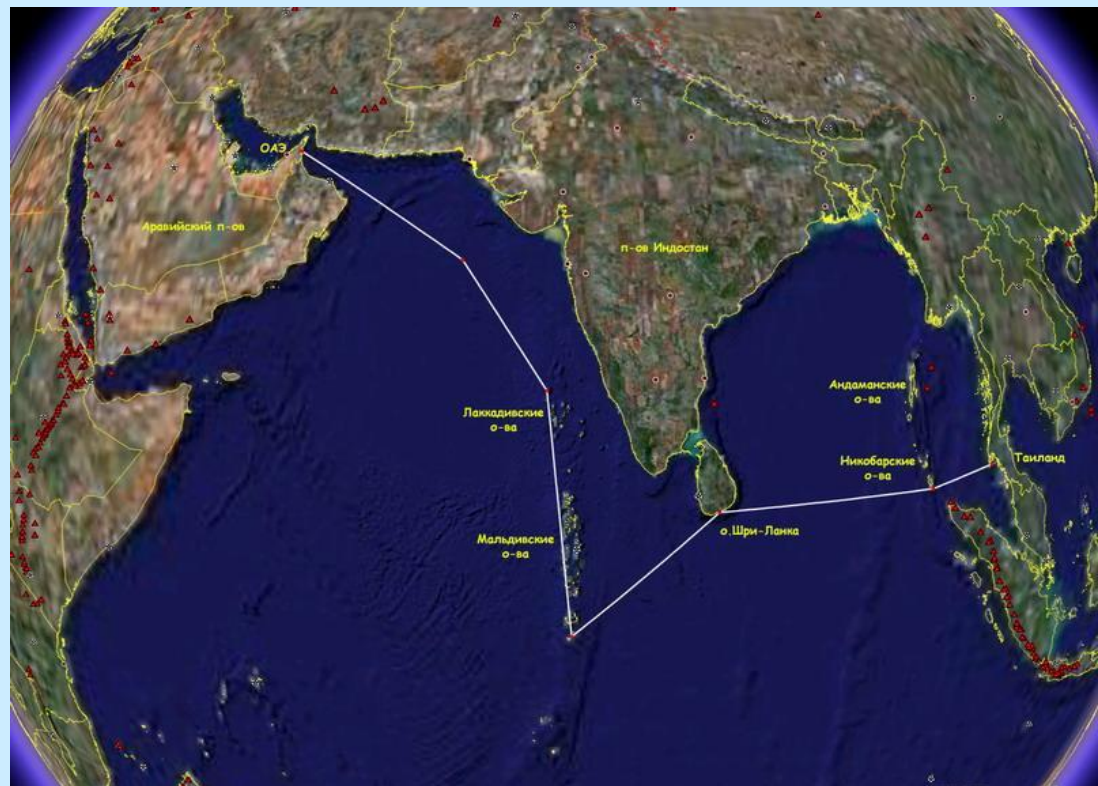 ОАЭ
Аравийский п-ов
п-ов Индостан
Лаккадивские
о-ва
Андаманские
о-ва
Никобарские
о-ва
Таиланд
о.Шри-Ланка
Мальдивские
о-ва